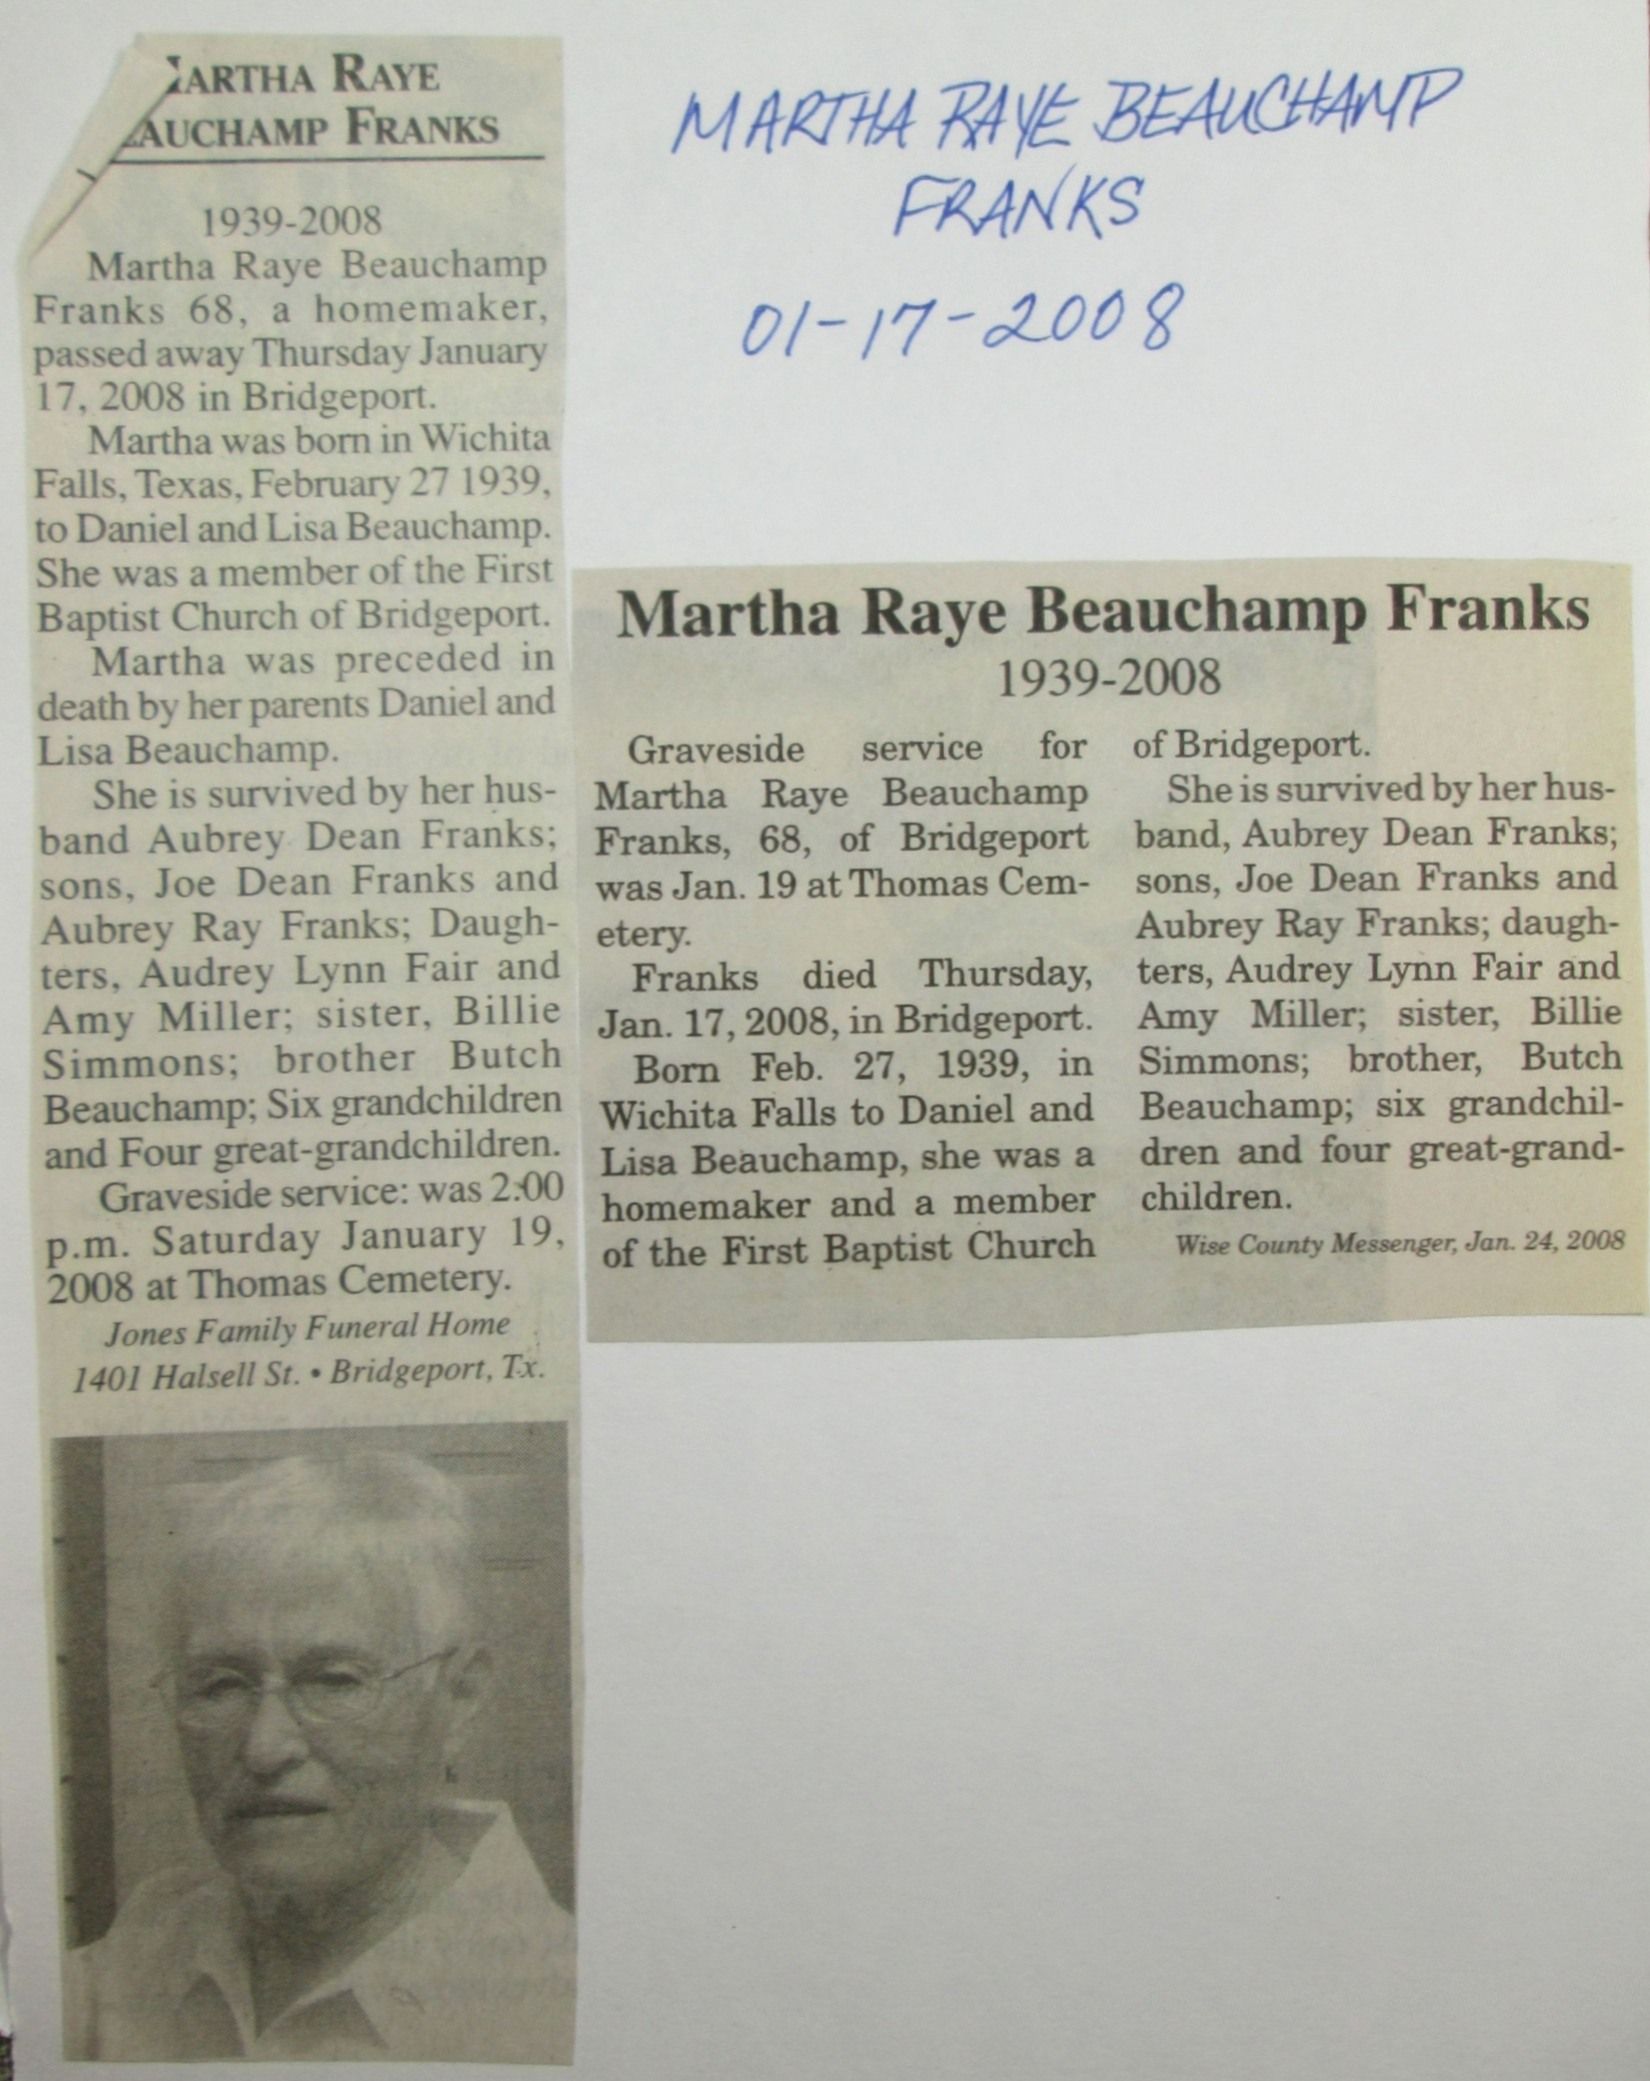 ARTHA RAYE
AUCHAMP FRANKS
1939-2008
Martha Raye Beauchamp
Franks 68, a homemaker,
passed away Thursday January
17, 2008 in Bridgeport.
Martha was born in Wichita
Falls, Texas, February 27 1939,
to Daniel and Lisa Beauchamp.
She was a member of the First
Baptist Church of Bridgeport.
Martha was preceded in
death by her parents Daniel and
Lisa Beauchamp.
She is survived by her hus-
band Aubrey Dean Franks;
sons, Joe Dean Franks and
Aubrey Ray Franks; Daugh-
ters, Audrey Lynn Fair and
Amy Miller; sister, Billie
Simmons; brother Butch
Beauchamp; Six grandchildren
and Four great-grandchildren.
Graveside service: was 2:00
p.m. Saturday January 19,
2008 at Thomas Cemetery.
Jones Family Funeral Home
1401 Halsell St. • Bridgeport, Tx.
MARTHA RAYE BEAUCHAMP
FRANKS
01-17-2008
Martha Raye Beauchamp Franks
1939-2008
Graveside service for
Martha Raye Beauchamp
Franks, 68, of Bridgeport
was Jan. 19 at Thomas Cem-
etery.
Franks died Thursday,
Jan. 17, 2008, in Bridgeport.
Born Feb. 27, 1939, in
Wichita Falls to Daniel and
Lisa Beauchamp, she was a
homemaker and a member
of the First Baptist Church
of Bridgeport.
She is survived by her hus-
band, Aubrey Dean Franks;
sons, Joe Dean Franks and
Aubrey Ray Franks; daugh-
ters, Audrey Lynn Fair and
Amy Miller; sister, Billie
Simmons; brother, Butch
Beauchamp; six grandchil-
dren and four great-grand-
children.
Wise County Messenger, Jan. 24, 2008